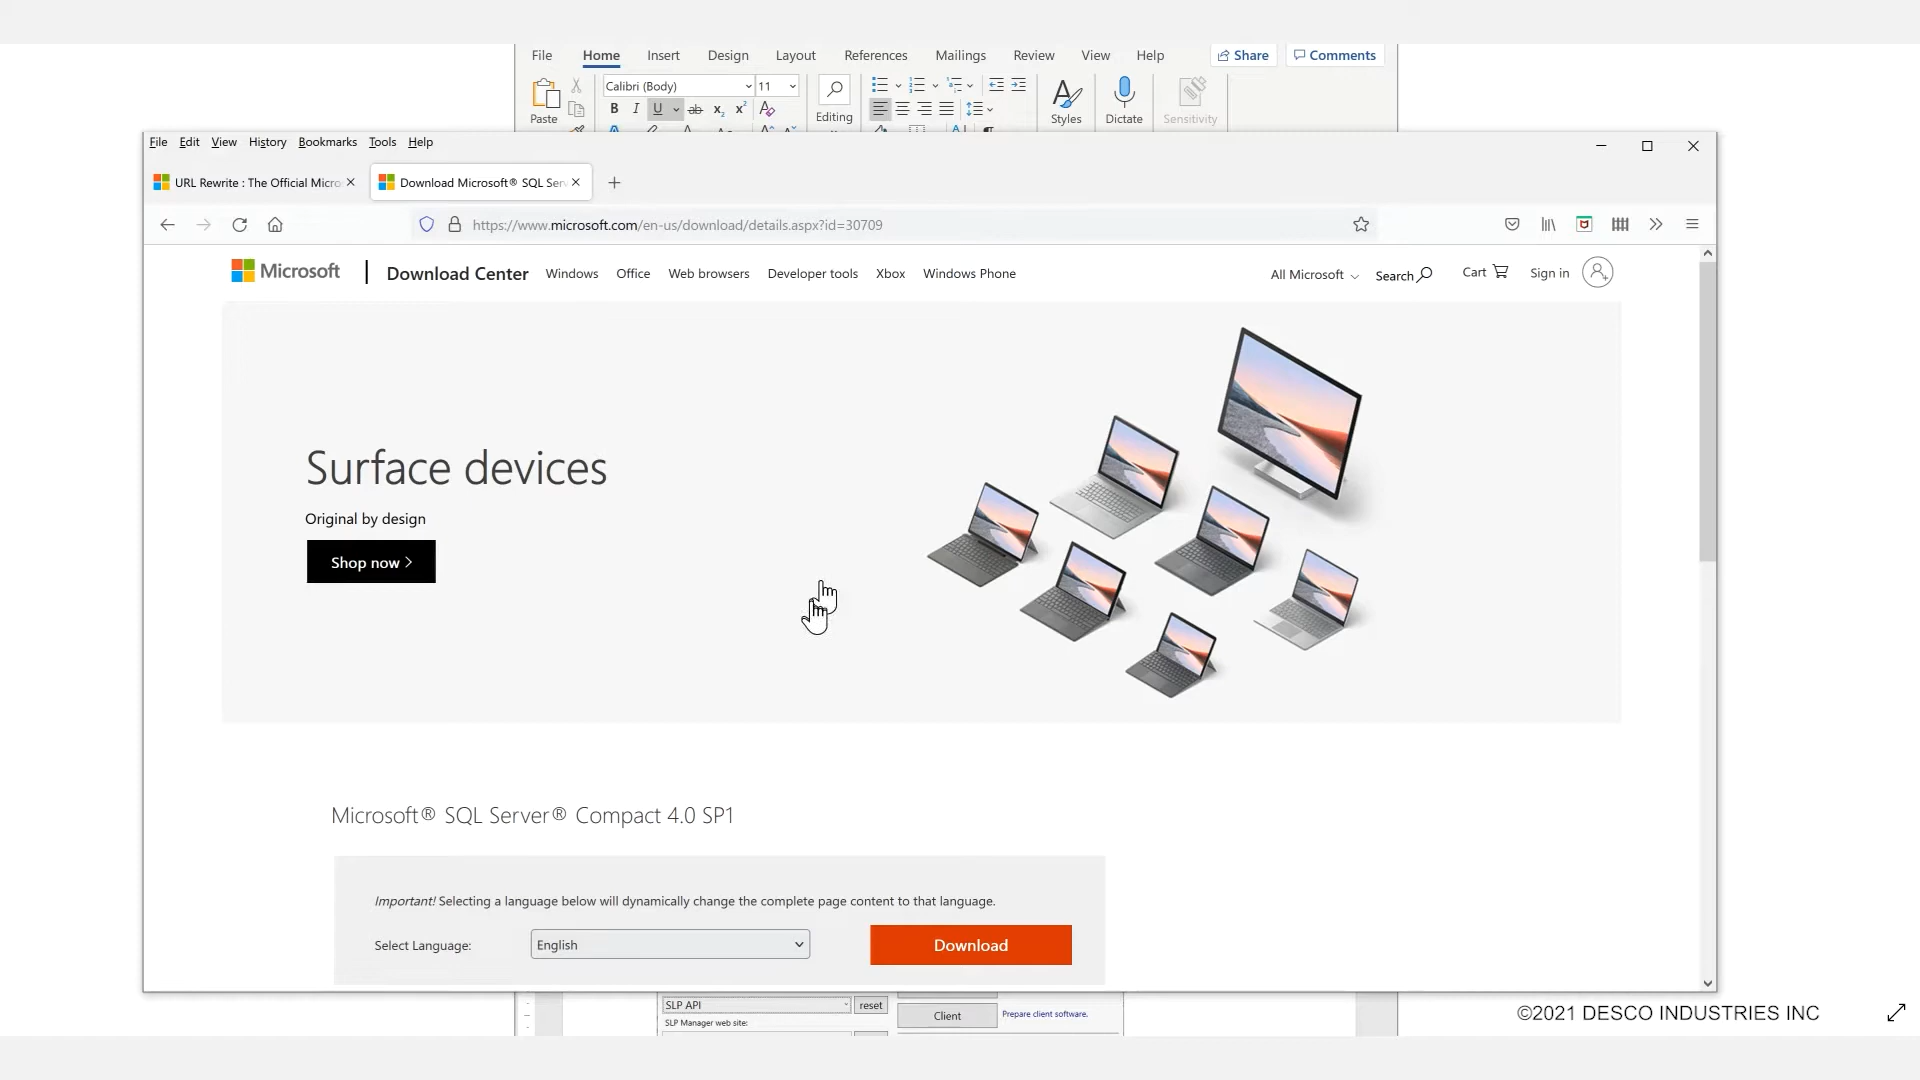 File Home Insert Design Layout References Mailings Review View Help Share Comments
Calibri (Body) 11
B I U ab x₂ x²
Paste Editing Styles Dictate Sensitivity
File Edit View History Bookmarks Tools Help
URL Rewrite : The Official Micro Download Microsoft® SQL Ser
https://www.microsoft.com/en-us/download/details.aspx?id=30709
Microsoft Download Center Windows Office Web browsers Developer tools Xbox Windows Phone All Microsoft Search Cart Sign in
Surface devices
Original by design
Shop now >
Microsoft® SQL Server® Compact 4.0 SP1
Important! Selecting a language below will dynamically change the complete page content to that language.
Select Language: English Download
SLP API reset
Client Prepare client software.
SLP Manager web site:
©2021 DESCO INDUSTRIES INC